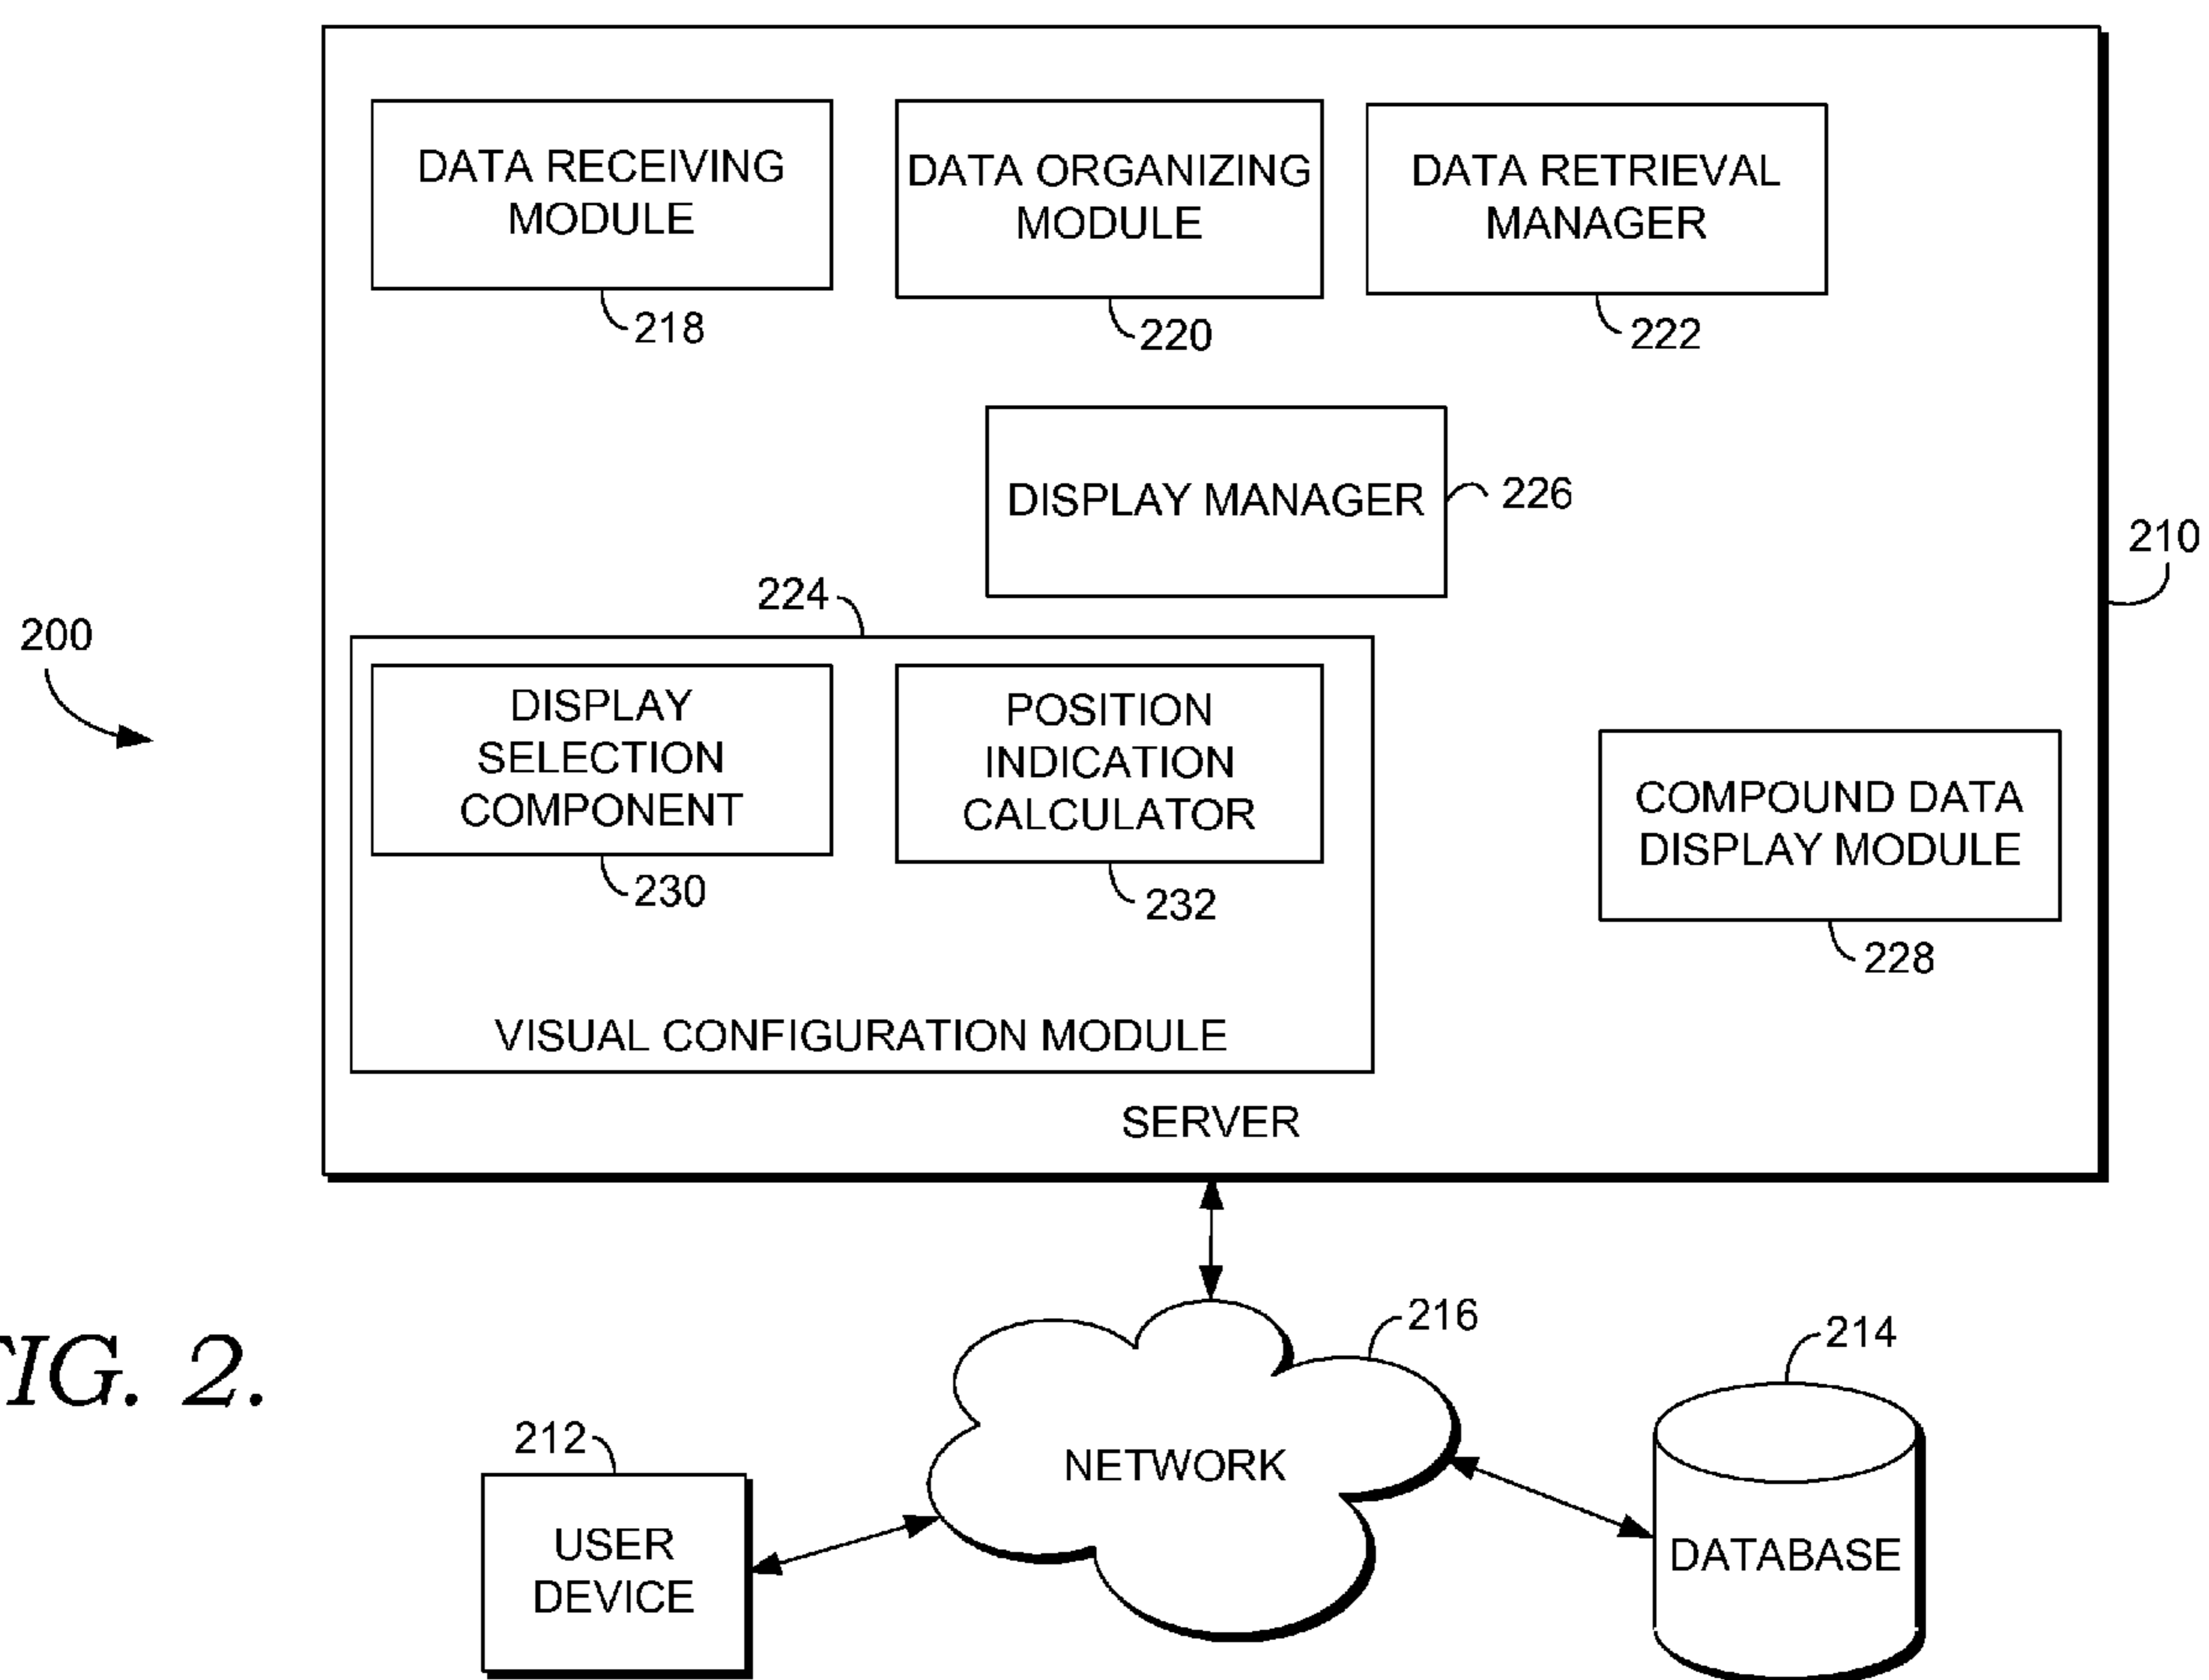 DATA RECEIVING
MODULE
218
DATA ORGANIZING
MODULE
220
DATA RETRIEVAL
MANAGER
222
DISPLAY MANAGER
226
210
200
224
DISPLAY
SELECTION
COMPONENT
230
POSITION
INDICATION
CALCULATOR
232
VISUAL CONFIGURATION MODULE
COMPOUND DATA
DISPLAY MODULE
228
SERVER
FIG. 2.
216
NETWORK
214
DATABASE
212
USER
DEVICE